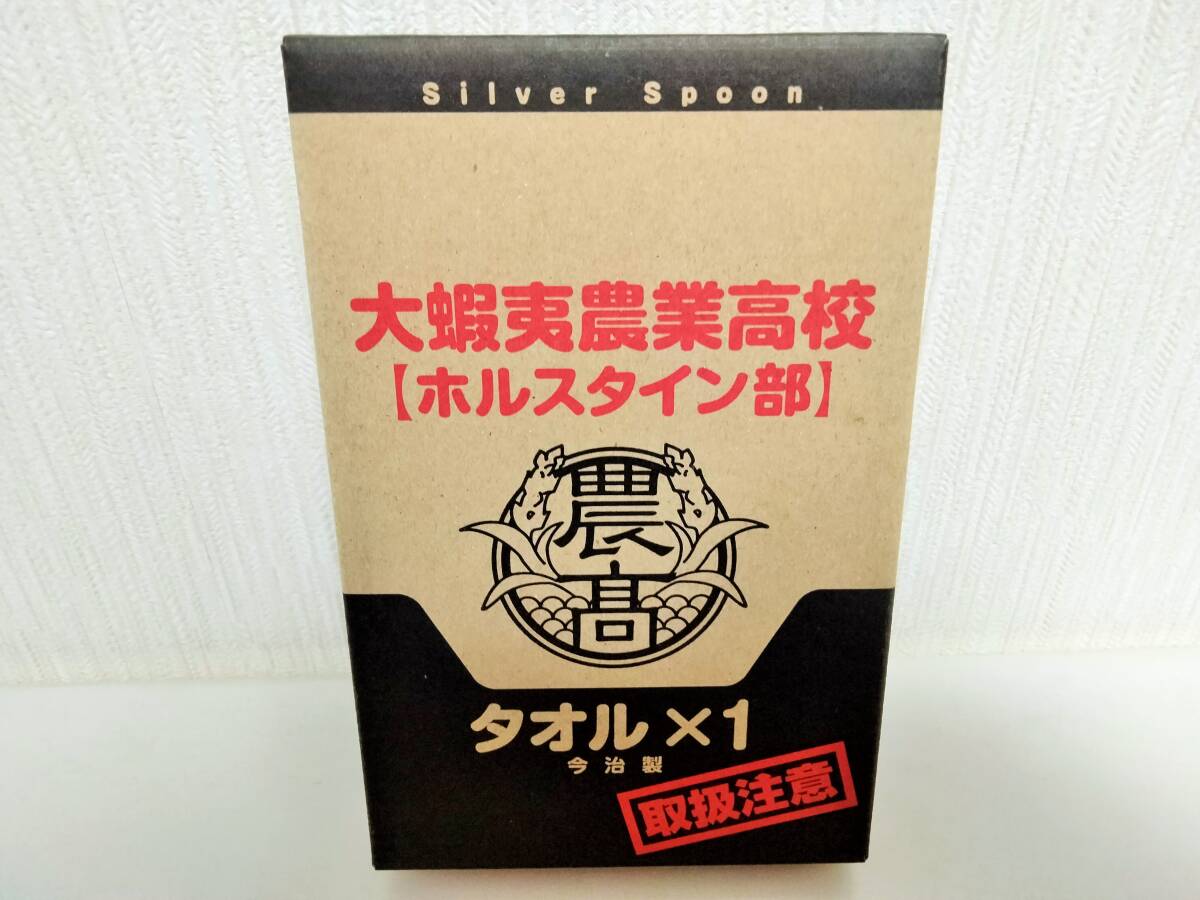 Silver Spoon
大蝦夷農業高校
【ホルスタイン部】
農高
タオル×1
今治製
取扱注意